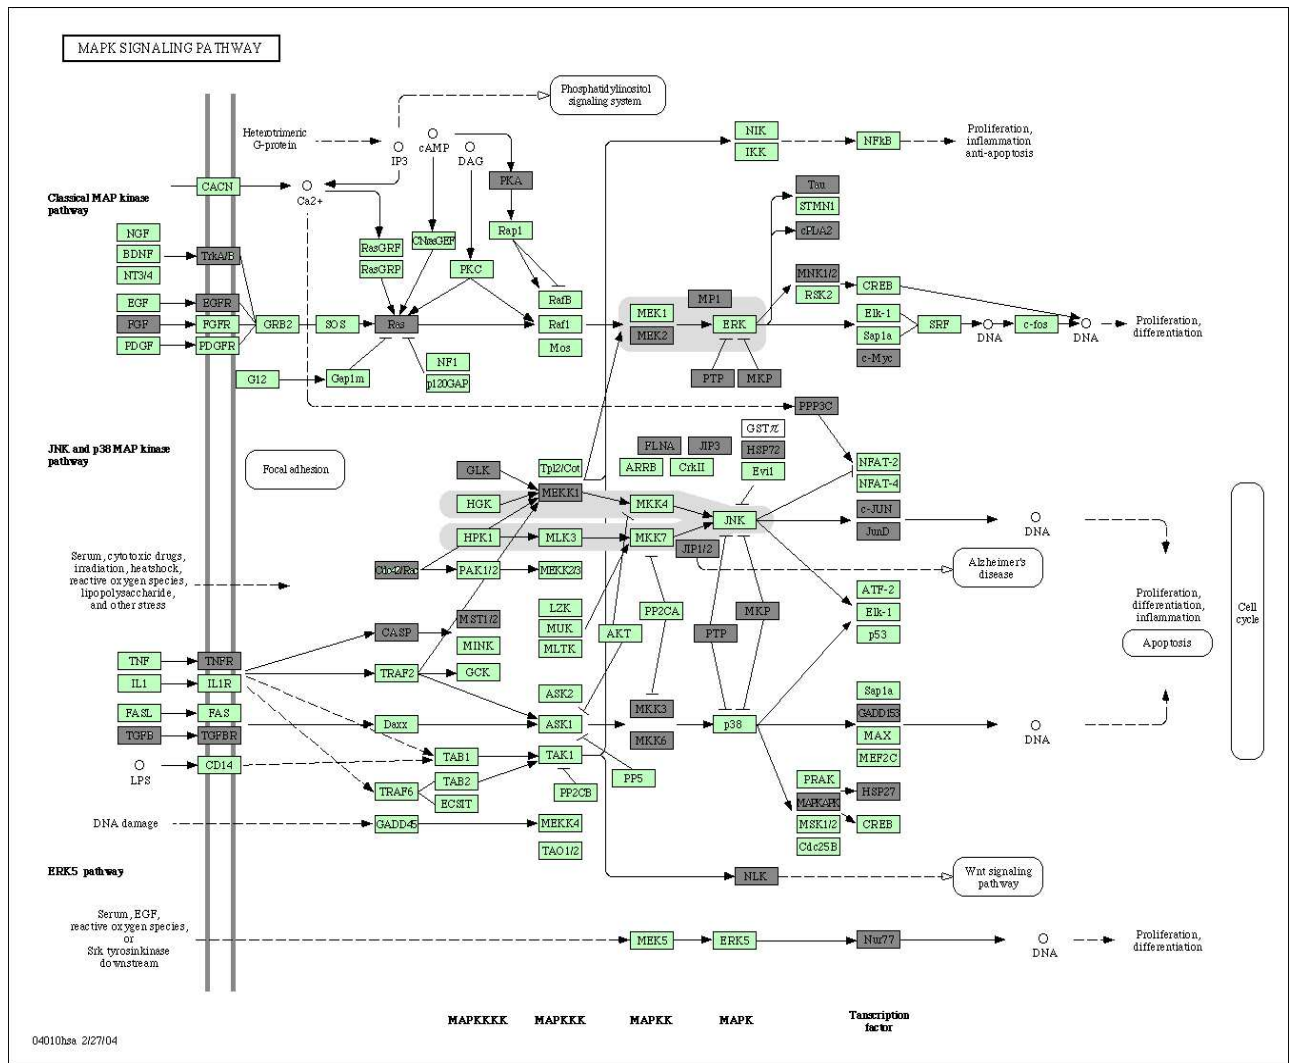 MAPK SIGNALING PATHWAY
Phosphatidylinositol
signaling system
Heterotrimeric
G-protein
IP3
cAMP
DAG
NIK
IKK
NFkB
Proliferation,
inflammation
anti-apoptosis
Classical MAP kinase
pathway
CACN
Ca2+
PKA
Tau
STMN1
cPLA2
NGF
BDNF
NT3/4
TrkA/B
RasGRF
RasGRP
CNrasGEF
PKC
Rap1
EGF
EGFR
FGF
FGFR
PDGF
PDGFR
GRB2
SOS
Ras
RafB
Raf1
Mos
MEK1
MEK2
MP1
ERK
MNK1/2
RSK2
CREB
Elk-1
Sap1a
c-Myc
SRF
DNA
c-fos
DNA
Proliferation,
differentiation
G12
Gap1m
NF1
p120GAP
PTP
MKP
PPP3C
JNK and p38 MAP kinase
pathway
Focal adhesion
GLK
Tpl2/Cot
FLNA
JIP3
GSTπ
HSP72
ARRB
CrkII
Evi1
NFAT-2
NFAT-4
HGK
MEKK1
MKK4
JNK
c-JUN
JunD
DNA
HPK1
MLK3
MKK7
JIP1/2
Serum, cytotoxic drugs,
irradiation, heatshock,
reactive oxygen species,
lipopolysaccharide,
and other stress
Cdc42/Rac
PAK1/2
MEKK2/3
Alzheimer's
disease
LZK
MUK
MLTK
PP2CA
AKT
PTP
MKP
ATF-2
Elk-1
p53
Proliferation,
differentiation,
inflammation
Apoptosis
Cell
cycle
CASP
MST1/2
MINK
GCK
TNF
TNFR
IL1
IL1R
TRAF2
FASL
FAS
TGFB
TGFBR
LPS
CD14
Daxx
ASK2
ASK1
MKK3
MKK6
p38
Sap1a
GADD153
MAX
MEF2C
DNA
TAB1
TAK1
TAB2
ECSIT
TRAF6
PP2CB
PP5
PRAK
MAPKAPK
MSK1/2
Cdc25B
HSP27
CREB
DNA damage
GADD45
MEKK4
TAO1/2
ERK5 pathway
NLK
Wnt signaling
pathway
Serum, EGF,
reactive oxygen species,
or
Srk tyrosinkinase
downstream
MEK5
ERK5
Nur77
DNA
Proliferation,
differentiation
MAPKKKK
MAPKKK
MAPKK
MAPK
Tanscription
factor
04010hsa 2/27/04